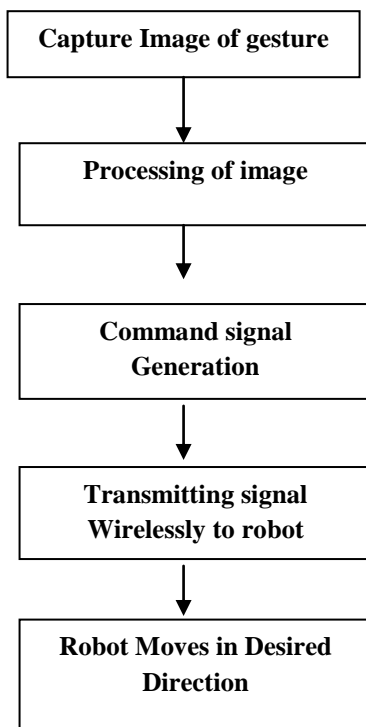 Capture Image of gesture
Processing of image
Command signal
Generation
Transmitting signal
Wirelessly to robot
Robot Moves in Desired
Direction